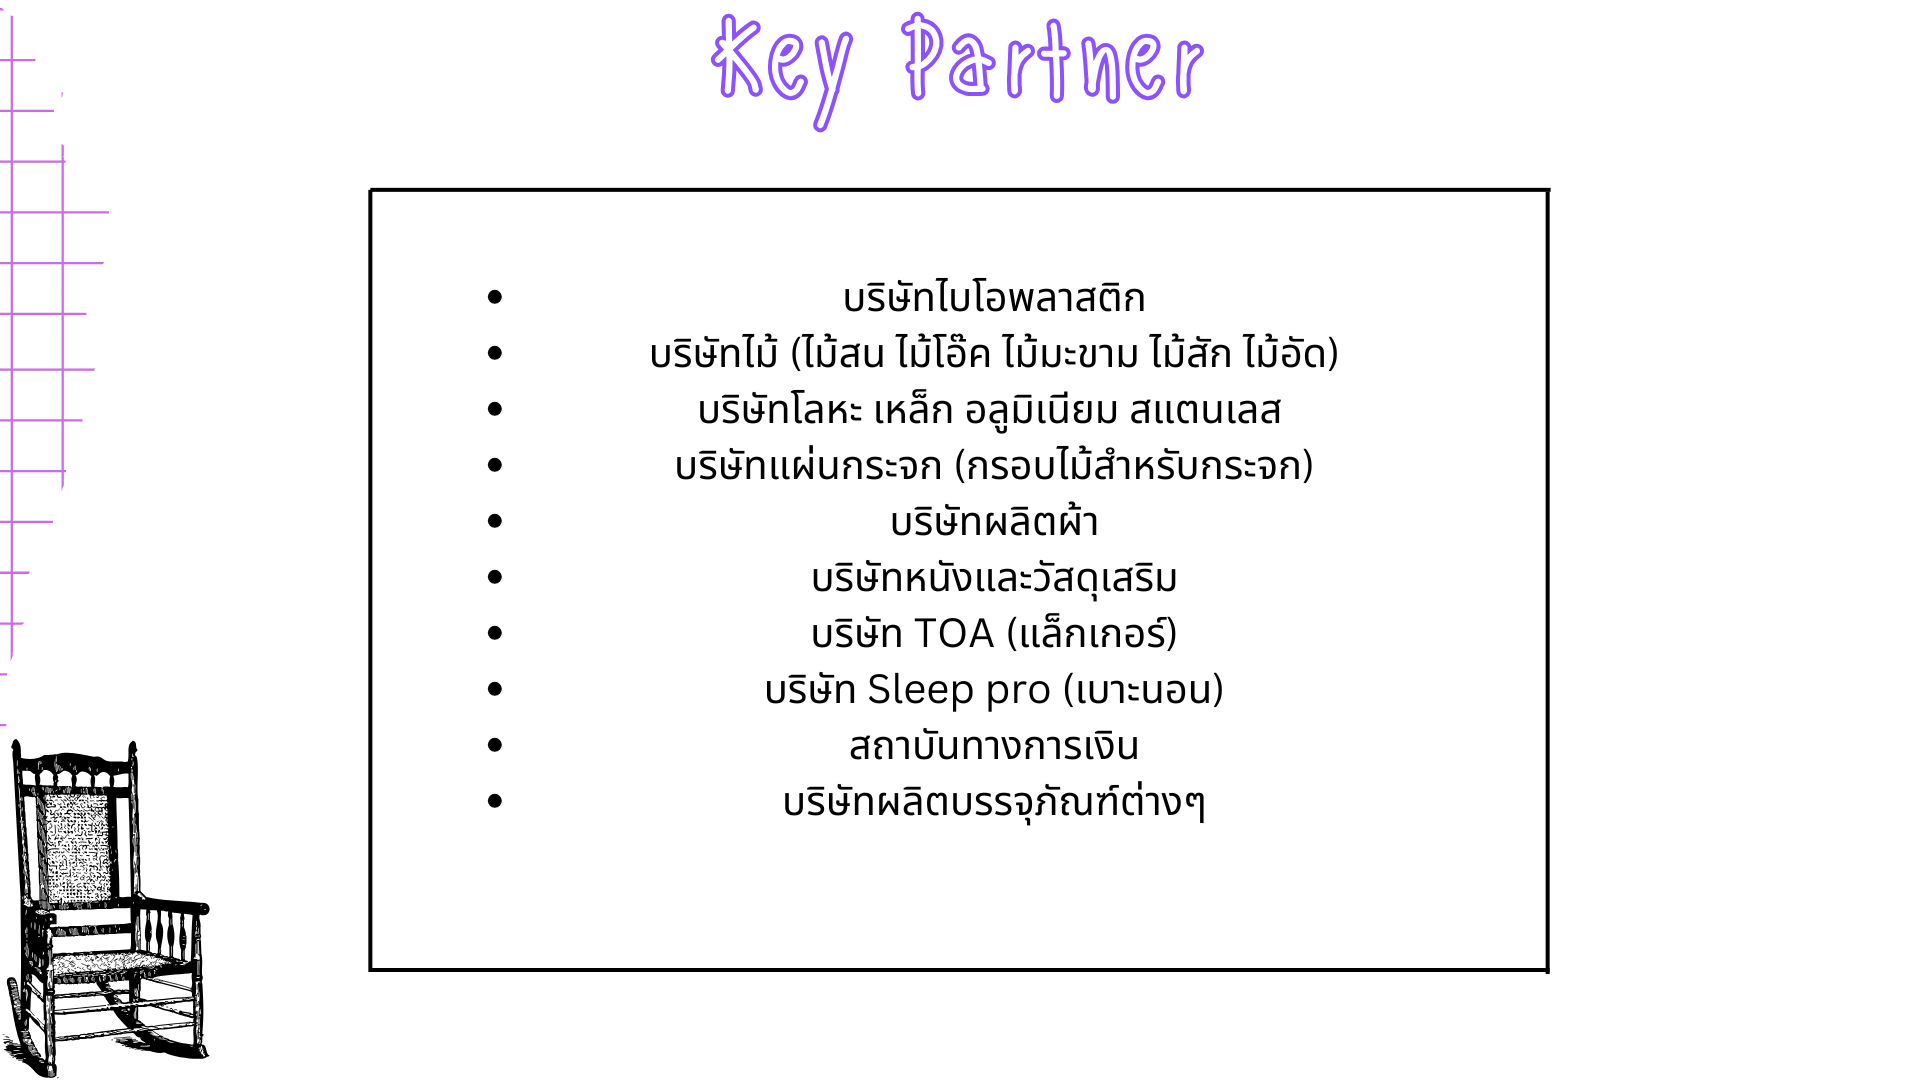 Key Partner
• บริษัทไบโอพลาสติก
• บริษัทไม้ (ไม้สน ไม้โอ๊ค ไม้มะขาม ไม้สัก ไม้อัด)
• บริษัทโลหะ เหล็ก อลูมิเนียม สแตนเลส
• บริษัทแผ่นกระจก (กรอบไม้สำหรับกระจก)
• บริษัทผลิตผ้า
• บริษัทหนังและวัสดุเสริม
• บริษัท TOA (แล็กเกอร์)
• บริษัท Sleep pro (เบาะนอน)
• สถาบันทางการเงิน
• บริษัทผลิตบรรจุภัณฑ์ต่างๆ